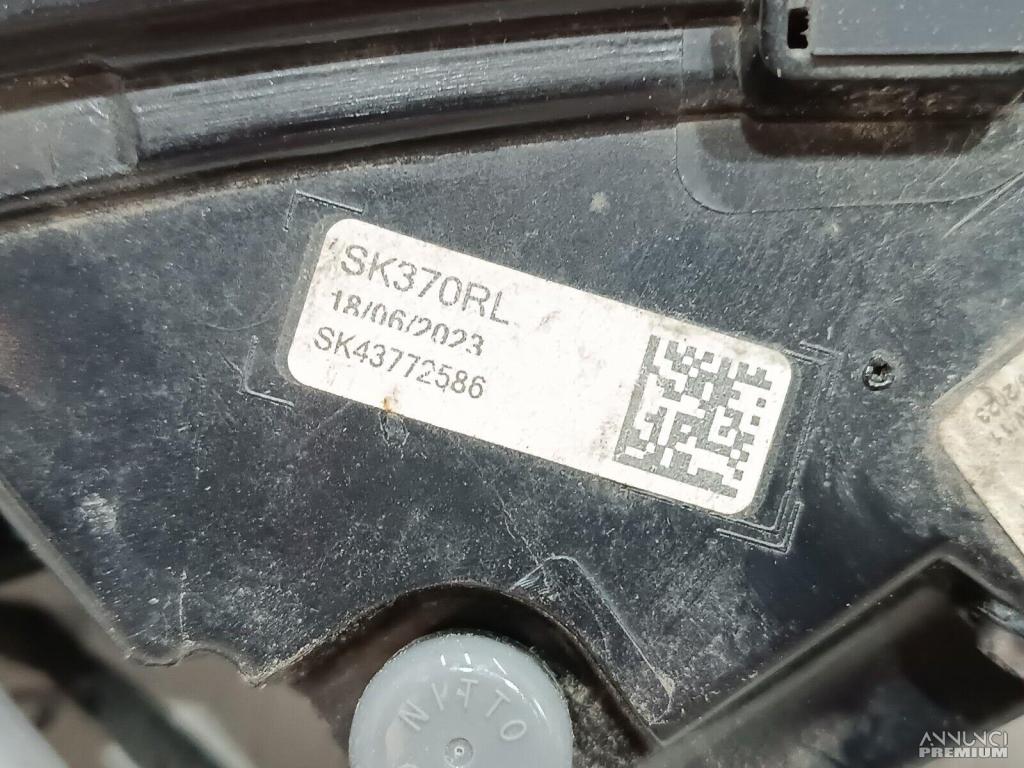 SK370RL
18/06/2023
SK43772586
NITTO
ANNUNCI
PREMIUM